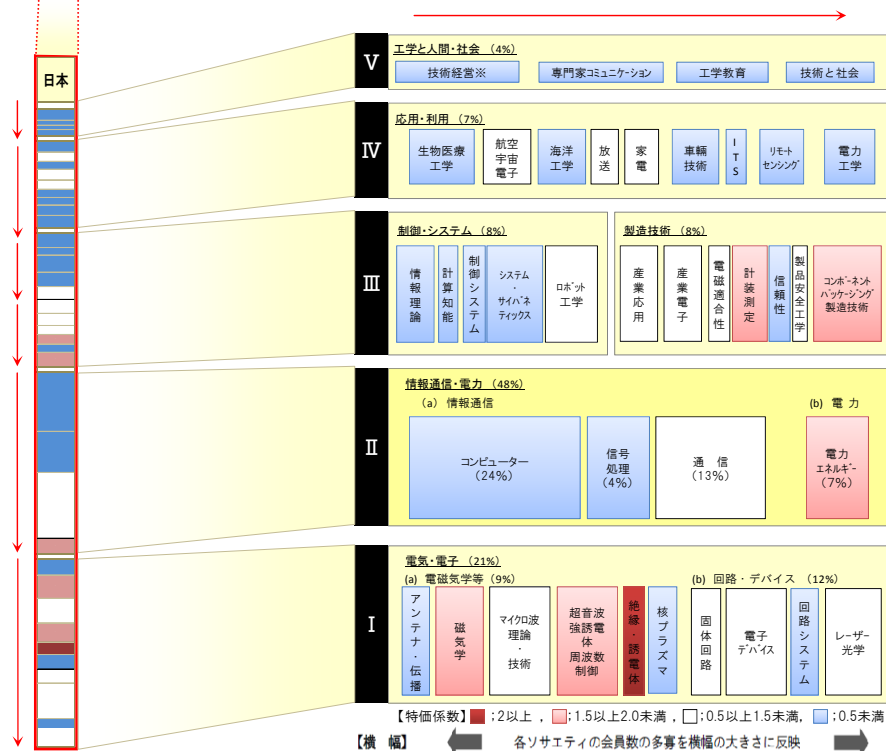 日本
Ⅴ
工学と人間・社会 (4%)
技術経営※
専門家コミュニケーション
工学教育
技術と社会
Ⅳ
応用・利用 (7%)
生物医療
工学
航空
宇宙
電子
海洋
工学
放
送
家
電
車輛
技術
I
T
S
リモート
センシング
電力
工学
Ⅲ
制御・システム (8%)
情報理論
計算知能
制御システム
システム
・
サイバネ
ティックス
ロボット
工学
製造技術 (8%)
産業応用
産業電子
電磁適合性
計装測定
信頼性
製品安全工学
コンポーネント
パッケージング
製造技術
Ⅱ
情報通信・電力 (48%)
(a) 情報通信
(b) 電 力
コンピューター
(24%)
信号
処理
(4%)
通 信
(13%)
電力
エネルギー
(7%)
Ⅰ
電気・電子 (21%)
(a) 電磁気学等 (9%)
(b) 回路・デバイス (12%)
アンテナ・伝播
磁
気
学
マイクロ波
理論
・
技術
超音波
強誘電
体
周波数
制御
絶縁・誘電体
核プラズマ
固体回路
電子
デバイス
回路システム
レーザー
光学
【特価係数】 ;2以上 , ;1.5以上2.0未満 , ;0.5以上1.5未満, ;0.5未満
【横 幅】 各ソサエティの会員数の多寡を横幅の大きさに反映